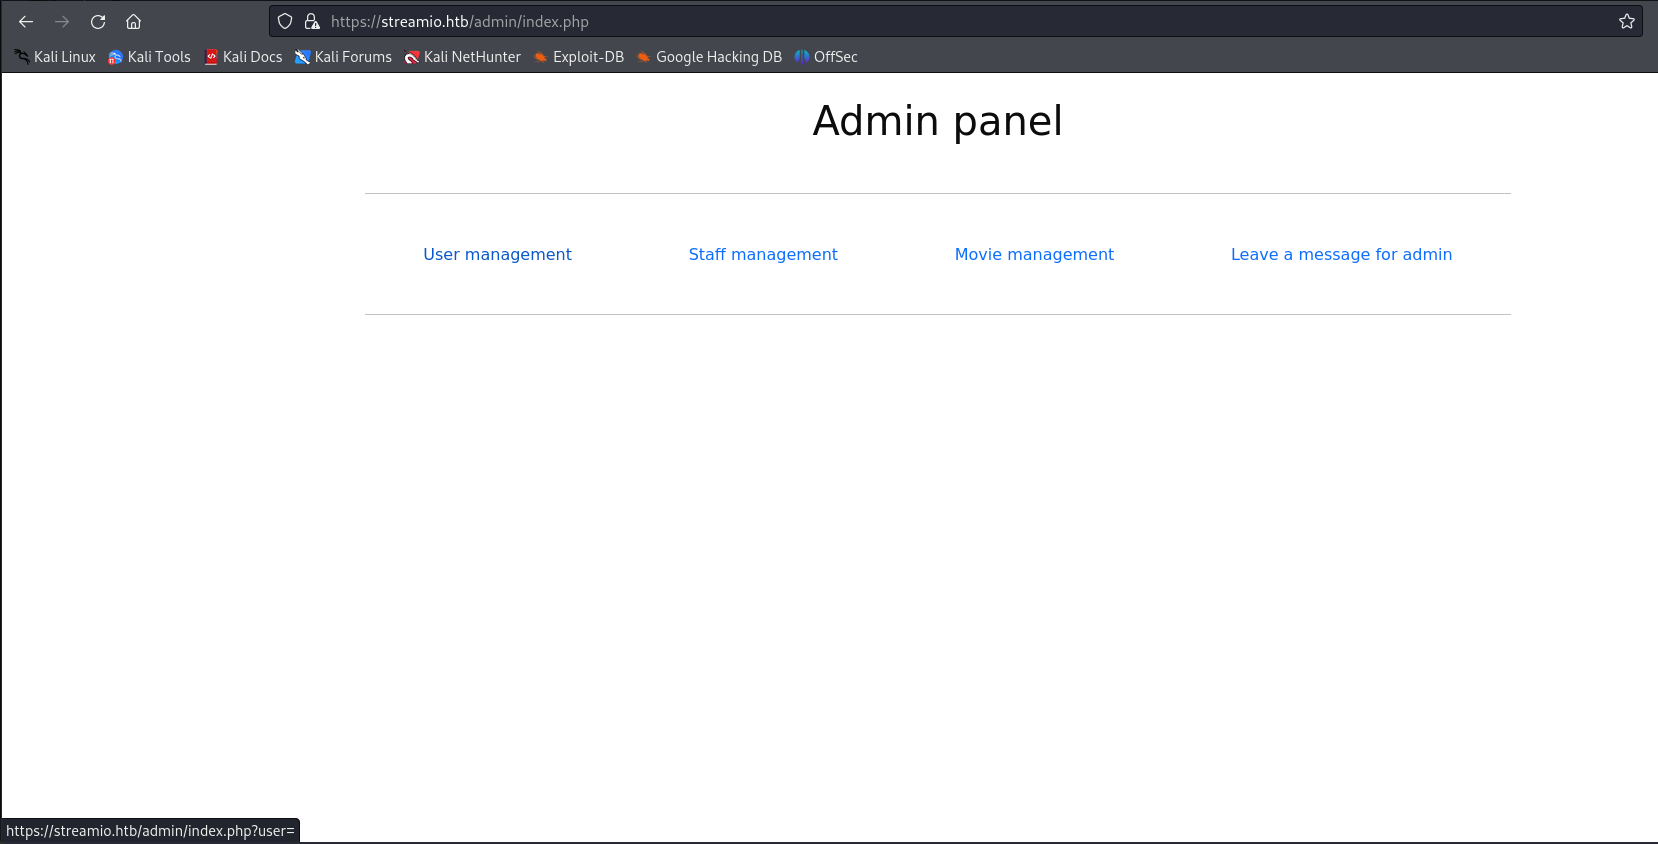 https://streamio.htb/admin/index.php
Kali Linux Kali Tools Kali Docs Kali Forums Kali NetHunter Exploit-DB Google Hacking DB OffSec
Admin panel
User management Staff management Movie management Leave a message for admin
https://streamio.htb/admin/index.php?user=